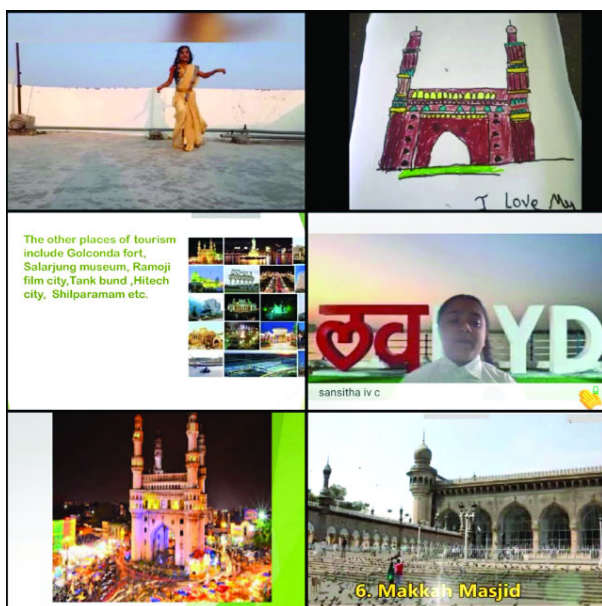 I Love My
The other places of tourism
include Golconda fort,
Salarjung museum, Ramoji
film city,Tank bund ,Hitech
city, Shilparamam etc.
लव
YD
sansitha iv c
6. Makkah Masjid